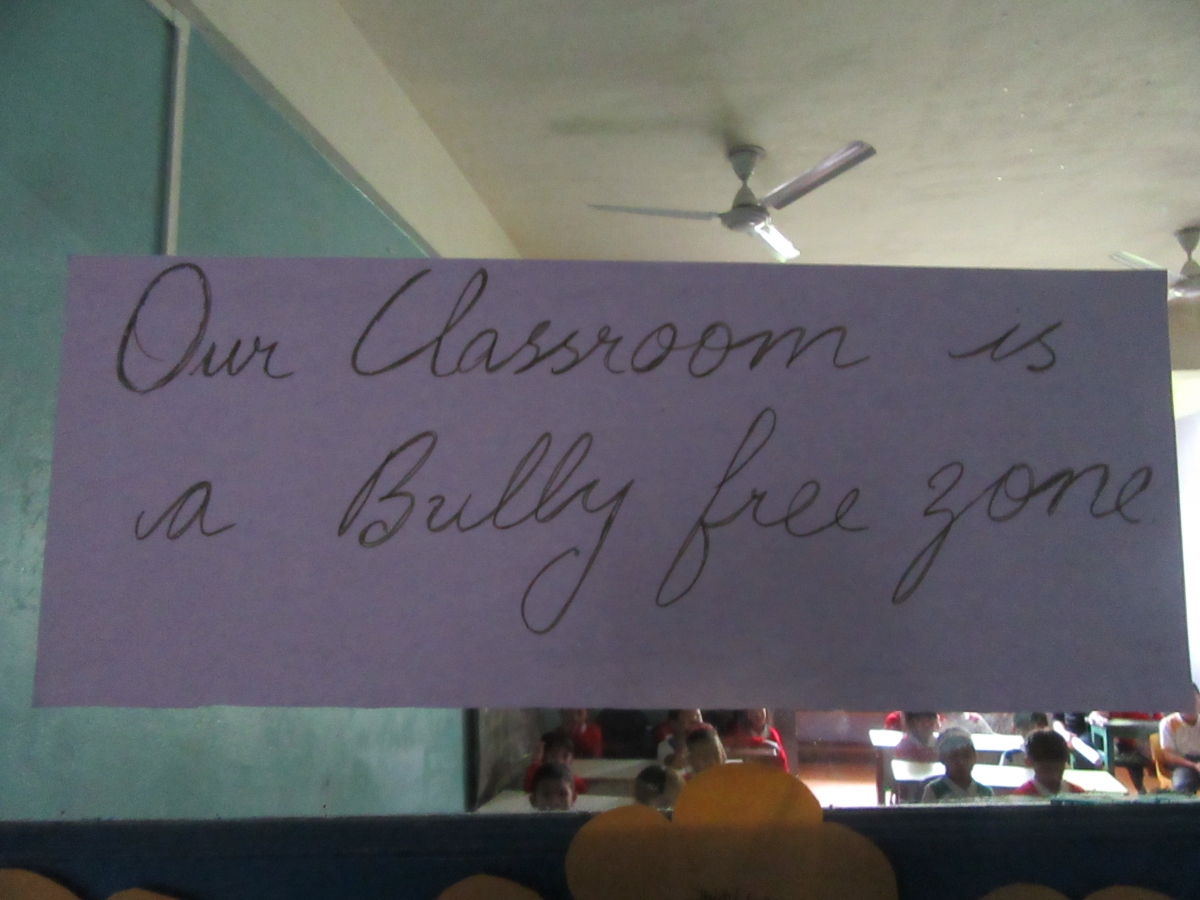 Our Classroom is
a Bully free zone